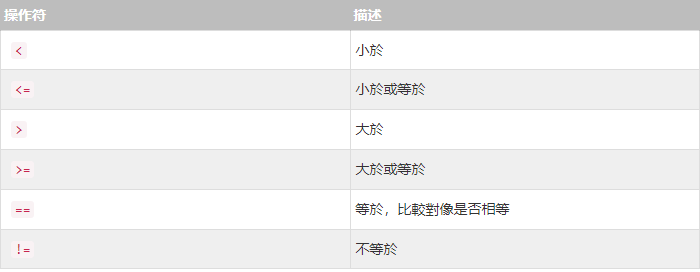 操作符 描述
< 小於
<= 小於或等於
> 大於
>= 大於或等於
== 等於，比較對像是否相等
!= 不等於